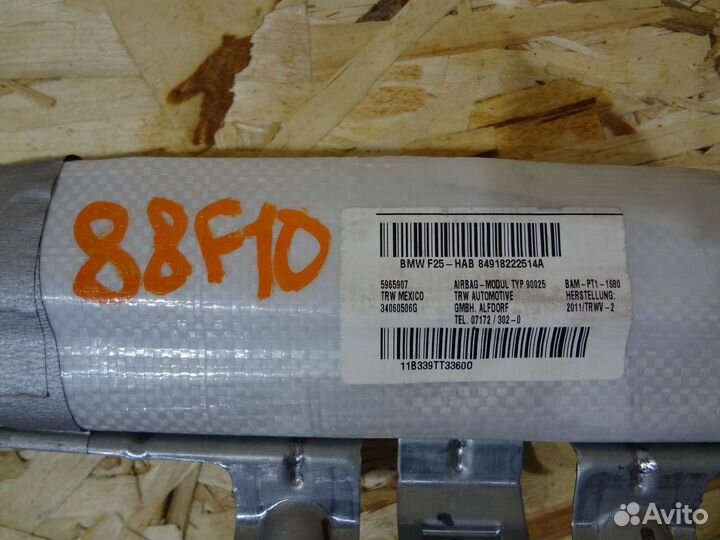 88F10
BMW F25-HAB 84918222514A
5965907 AIRBAG-MODUL TYP 90025 BAM-PT1-1680
TRW MEXICO TRW AUTOMOTIVE HERSTELLUNG:
34060506G GMBH. ALFDORF 2011/TRWV-2
TEL. 07172/302-0
11B339TT33600
Avito